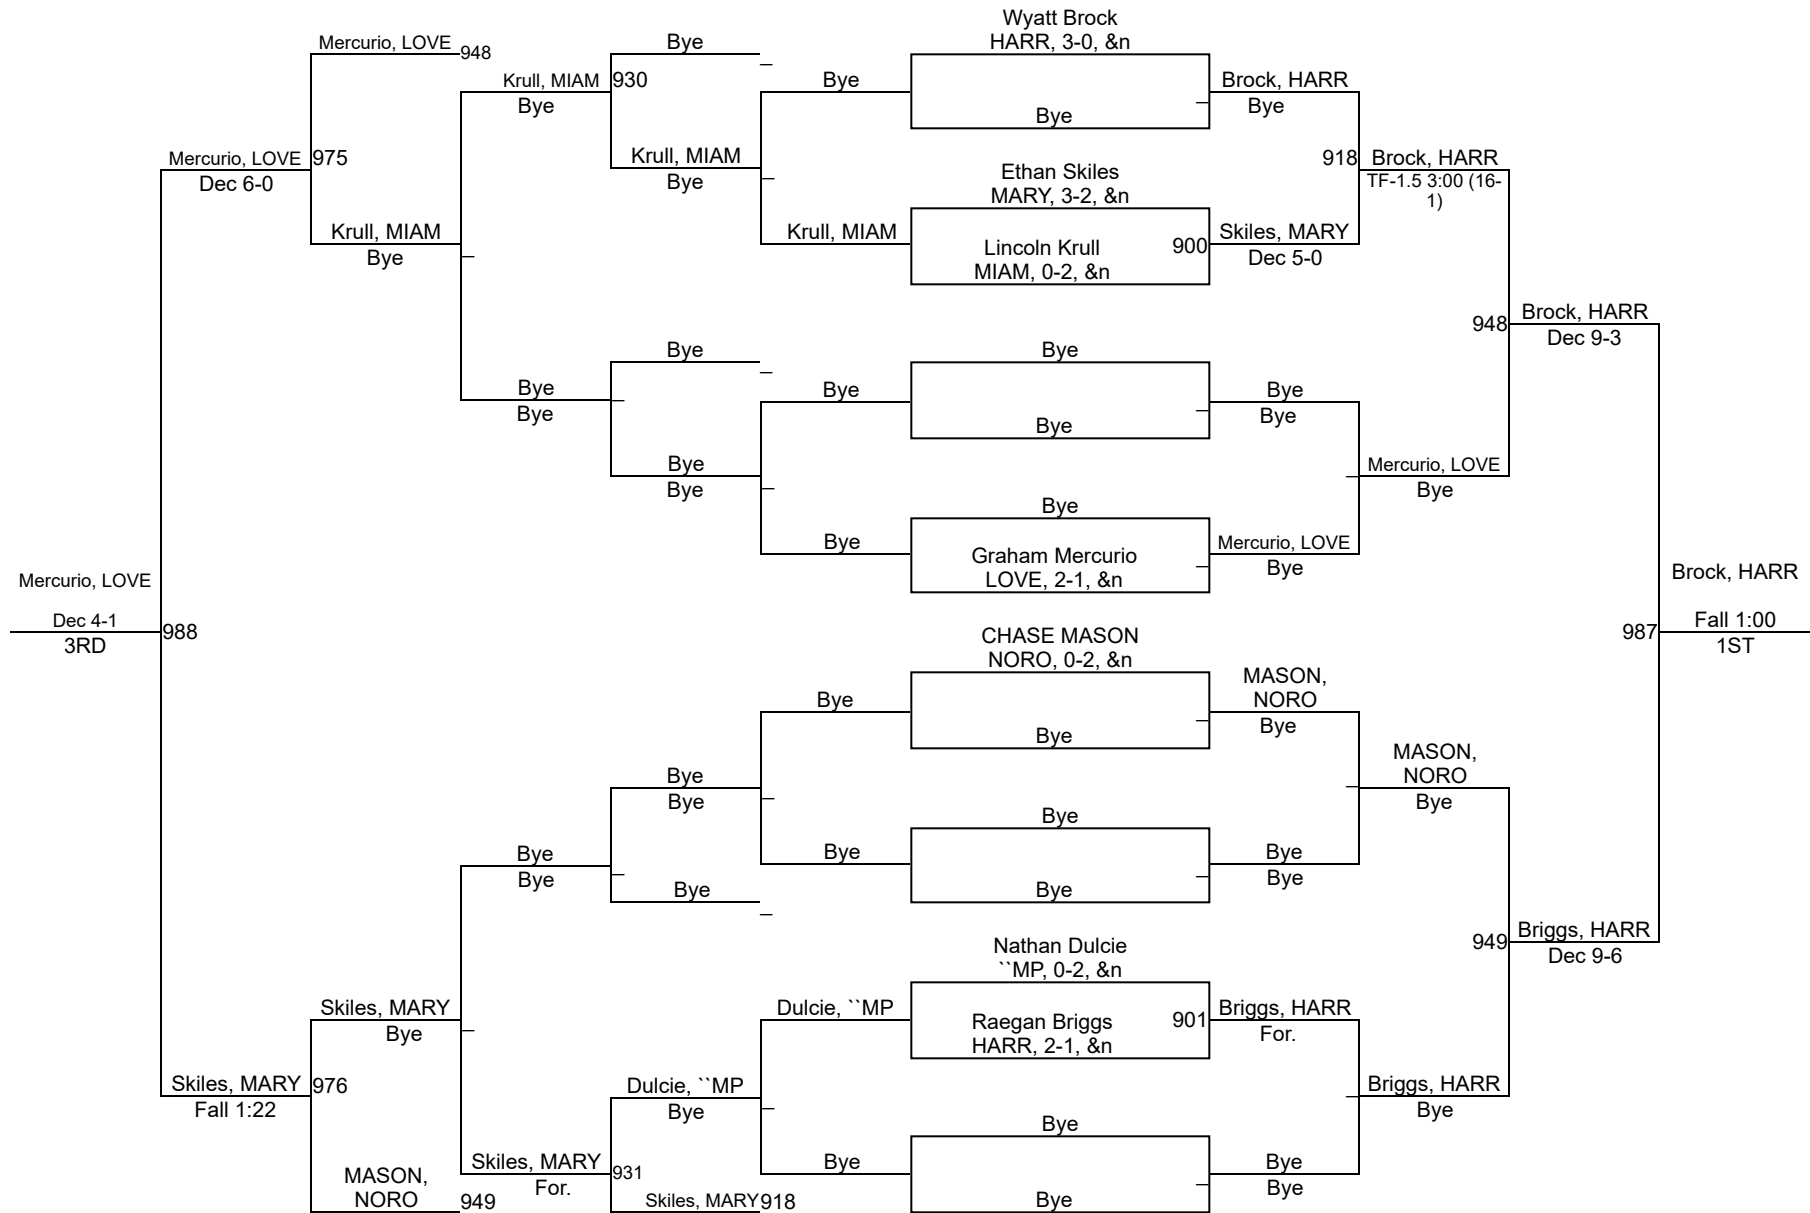 Wyatt Brock
HARR, 3-0, &n
Mercurio, LOVE
948
Bye
_
Krull, MIAM
930
Bye
Bye
Brock, HARR
Bye
_
Bye
Mercurio, LOVE
975
Dec 6-0
Krull, MIAM
Bye
_
Ethan Skiles
MARY, 3-2, &n
918
Brock, HARR
TF-1.5 3:00 (16-
1)
Krull, MIAM
Bye
_
Krull, MIAM
Lincoln Krull
MIAM, 0-2, &n
900
Skiles, MARY
Dec 5-0
948
Brock, HARR
Dec 9-3
Bye
_
Bye
Bye
Bye
_
Bye
Bye
_
Bye
Bye
Bye
Bye
Bye
_
_
Mercurio, LOVE
Bye
Bye
Bye
Graham Mercurio
LOVE, 2-1, &n
_
Mercurio, LOVE
Bye
Mercurio, LOVE
Dec 4-1
3RD
988
Brock, HARR
987
Fall 1:00
1ST
CHASE MASON
NORO, 0-2, &n
Bye
_
Bye
MASON,
NORO
Bye
Bye
Bye
_
_
MASON,
NORO
Bye
Bye
Bye
Bye
_
Bye
_
Bye
Bye
_
Bye
Bye
Bye
949
Briggs, HARR
Dec 9-6
Nathan Dulcie
``MP, 0-2, &n
Skiles, MARY
Bye
_
Dulcie, ``MP
Raegan Briggs
HARR, 2-1, &n
901
Briggs, HARR
For.
Skiles, MARY
976
Fall 1:22
Dulcie, ``MP
Bye
_
_
Briggs, HARR
Bye
Bye
MASON,
NORO
949
Skiles, MARY
931
For.
Skiles, MARY
918
Bye
_
Bye
Bye
Bye